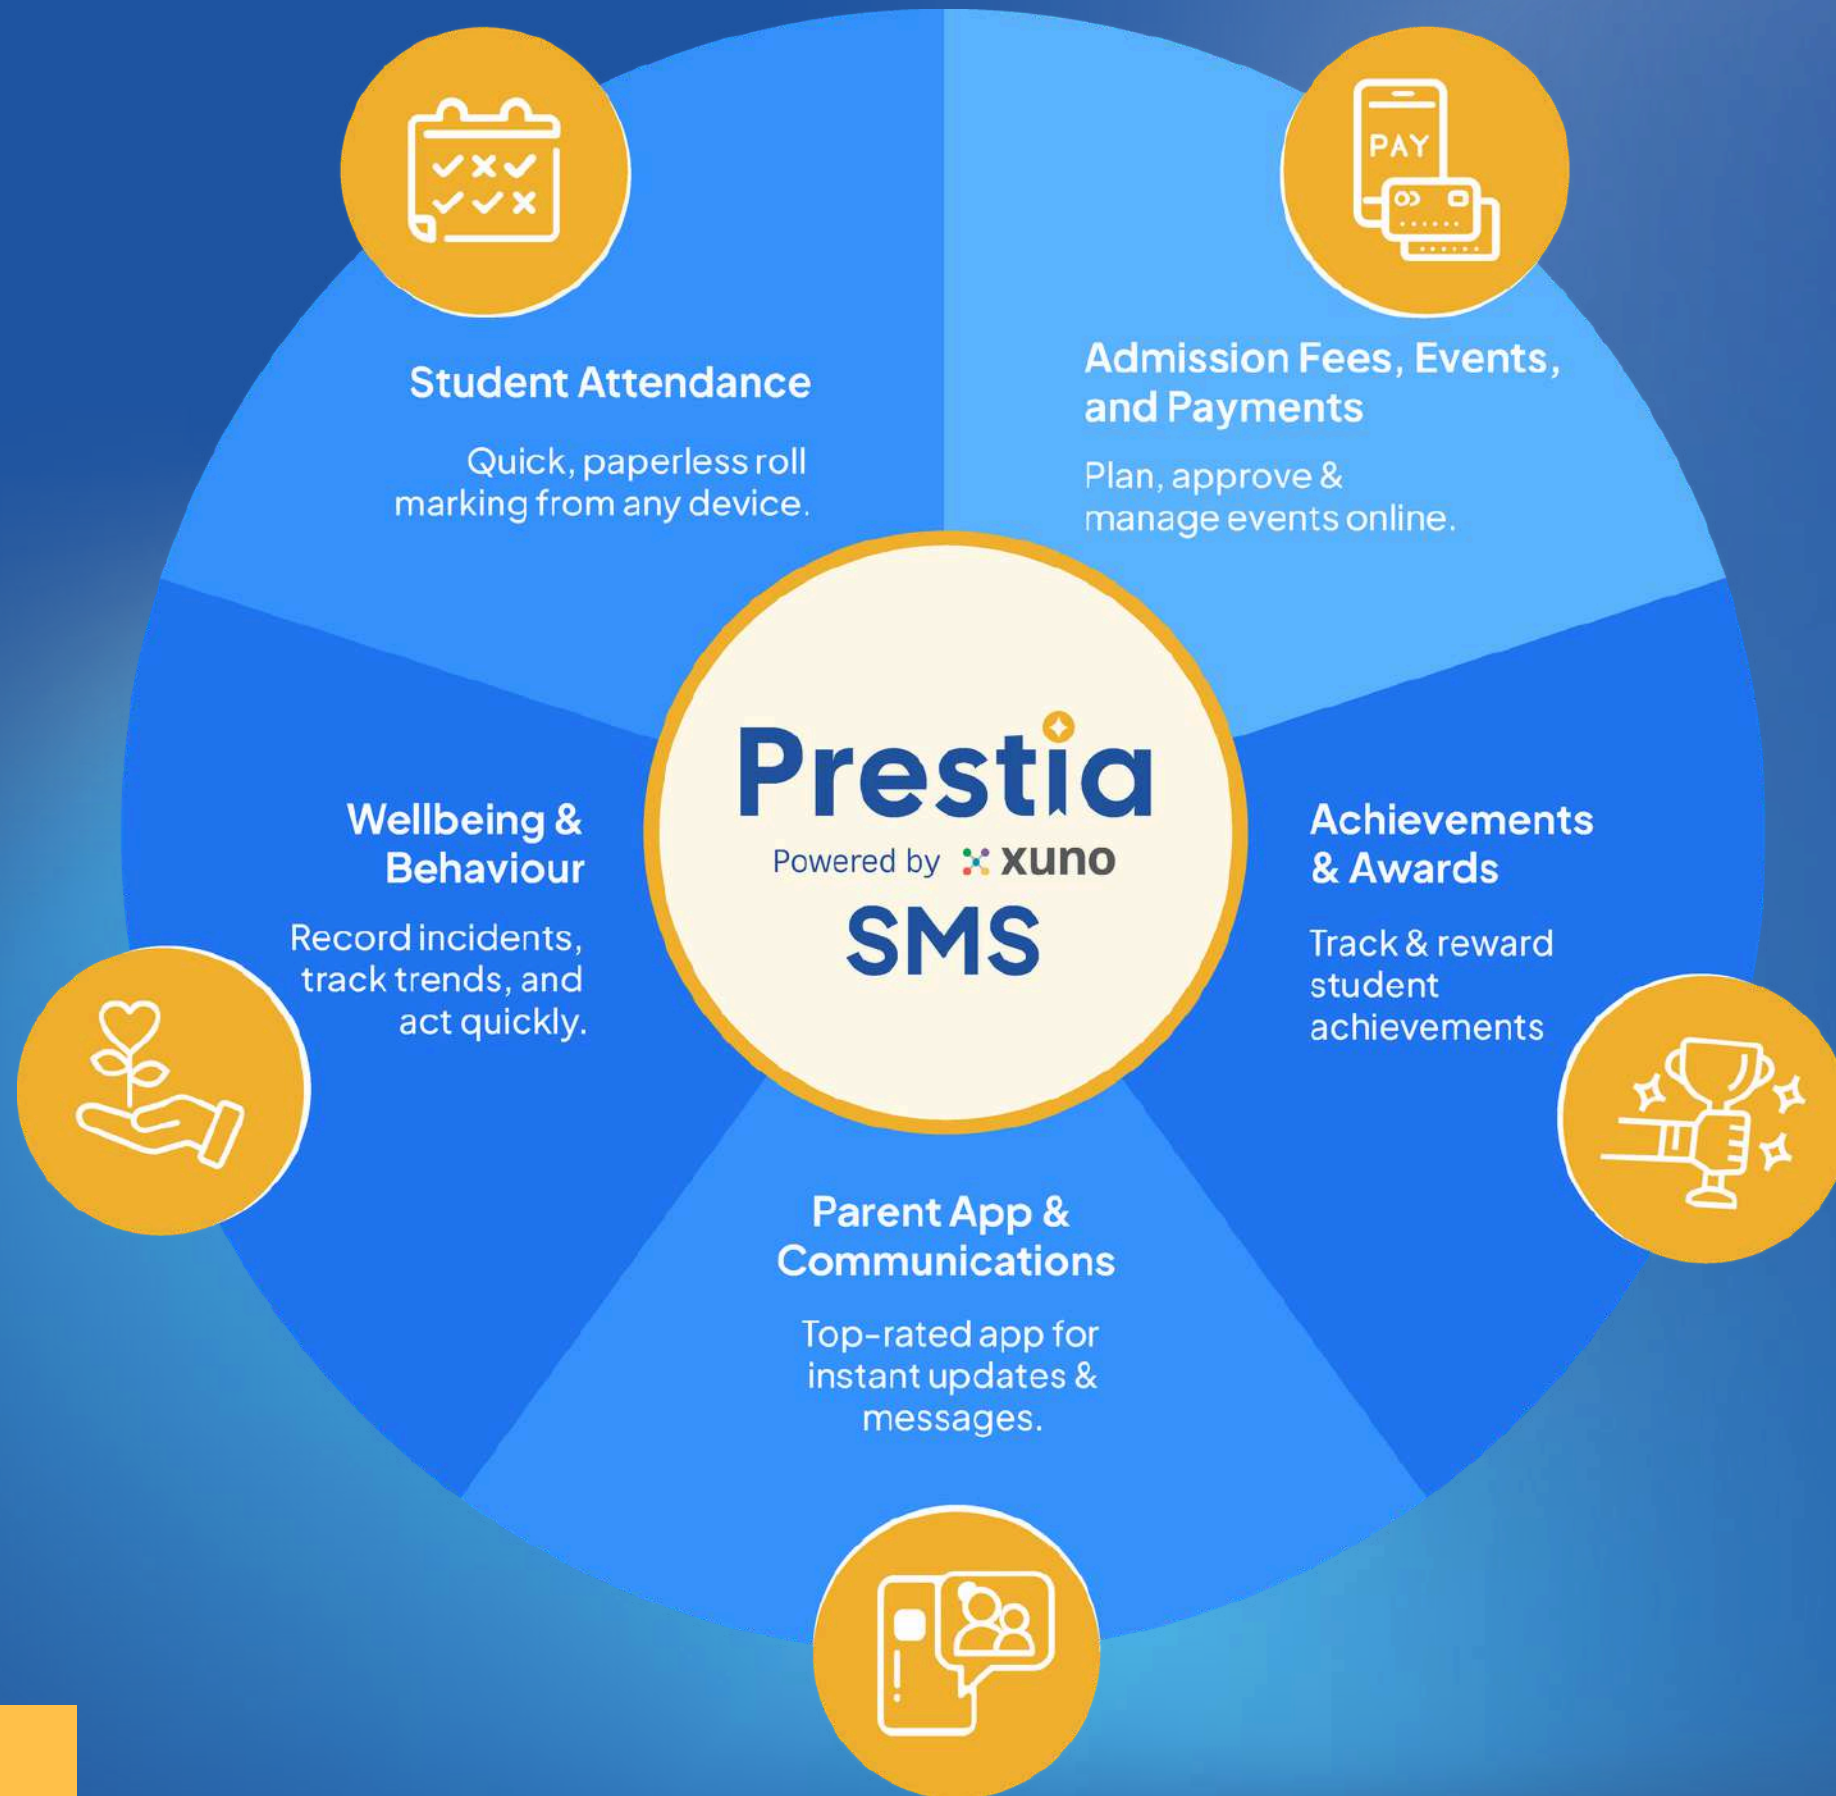 PAY
Student Attendance
Quick, paperless roll
marking from any device.
Admission Fees, Events,
and Payments
Plan, approve &
manage events online.
Prestia
Powered by xuno
SMS
Wellbeing &
Behaviour
Record incidents,
track trends, and
act quickly.
Achievements
& Awards
Track & reward
student
achievements
Parent App &
Communications
Top-rated app for
instant updates &
messages.